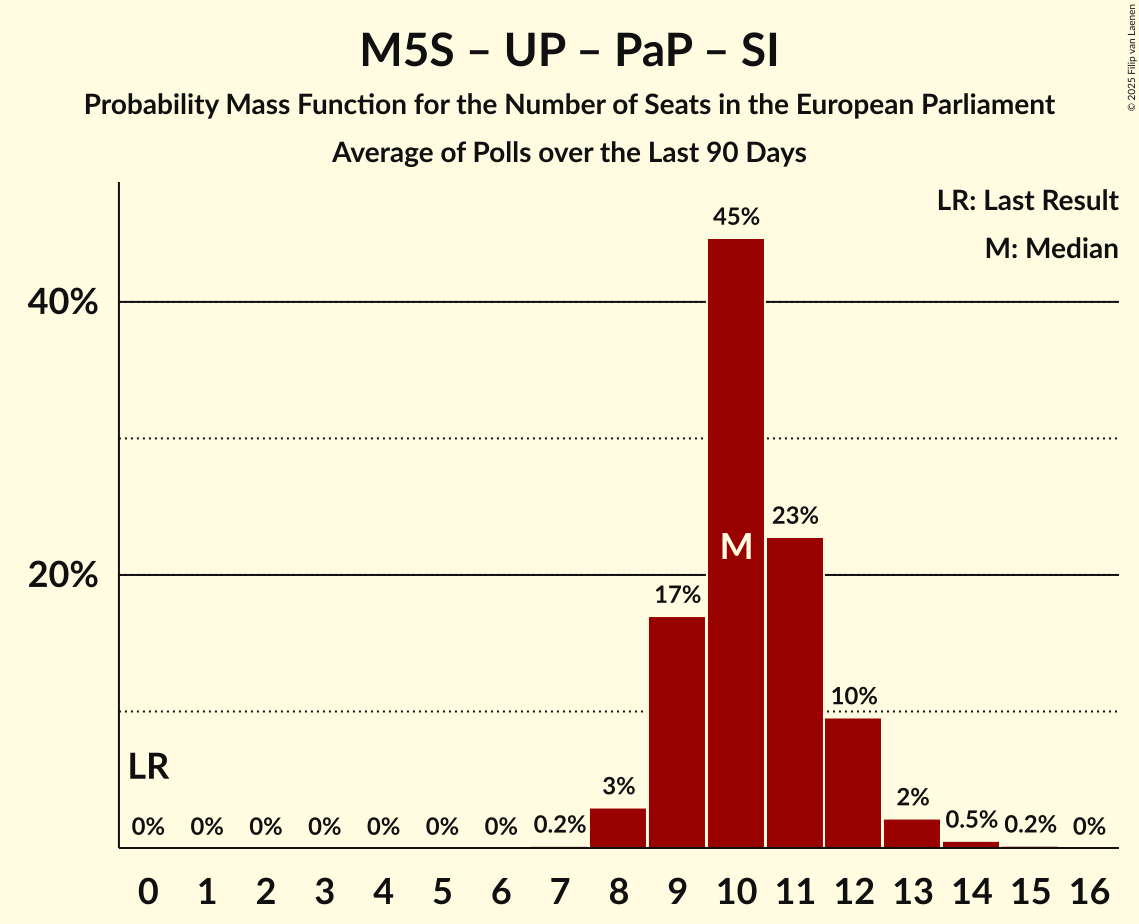 M5S – UP – PaP – SI
Probability Mass Function for the Number of Seats in the European Parliament
Average of Polls over the Last 90 Days
© 2025 Filip van Laenen
LR: Last Result
M: Median
40%
20%
LR
M
0% 0% 0% 0% 0% 0% 0% 0.2% 3% 17% 45% 23% 10% 2% 0.5% 0.2% 0%
0 1 2 3 4 5 6 7 8 9 10 11 12 13 14 15 16